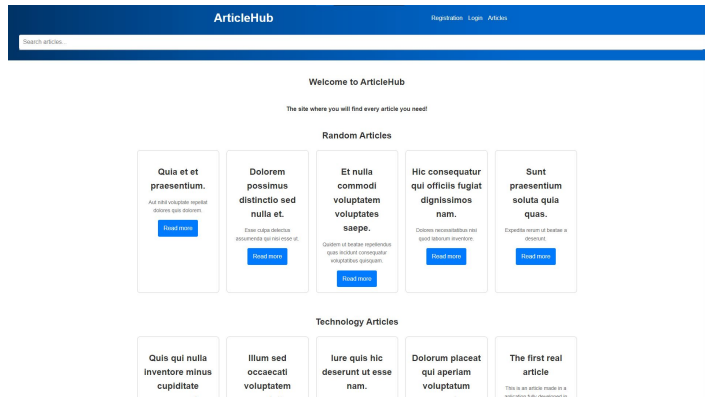 ArticleHub
Registration Login Articles
Search articles...
Welcome to ArticleHub
The site where you will find every article you need!
Random Articles
Quia et et
praesentium.
Aut nihil voluptate repellat
dolores quis dolorem.
Read more
Dolorem
possimus
distinctio sed
nulla et.
Esse culpa delectus
assumenda qui nisi esse ut.
Read more
Et nulla
commodi
voluptatem
voluptates
saepe.
Quidem ut beatae repellendus
quas incidunt consequatur
voluptatibus quisquam.
Read more
Hic consequatur
qui officiis fugiat
dignissimos
nam.
Dolores necessitatibus nisi
quod laborum inventore.
Read more
Sunt
praesentium
soluta quia
quas.
Expedita rerum ut beatae a
deserunt.
Read more
Technology Articles
Quis qui nulla
inventore minus
cupiditate
Illum sed
occaecati
voluptatem
Iure quis hic
deserunt ut esse
nam.
Dolorum placeat
qui aperiam
voluptatum
The first real
article
This is an article made in a